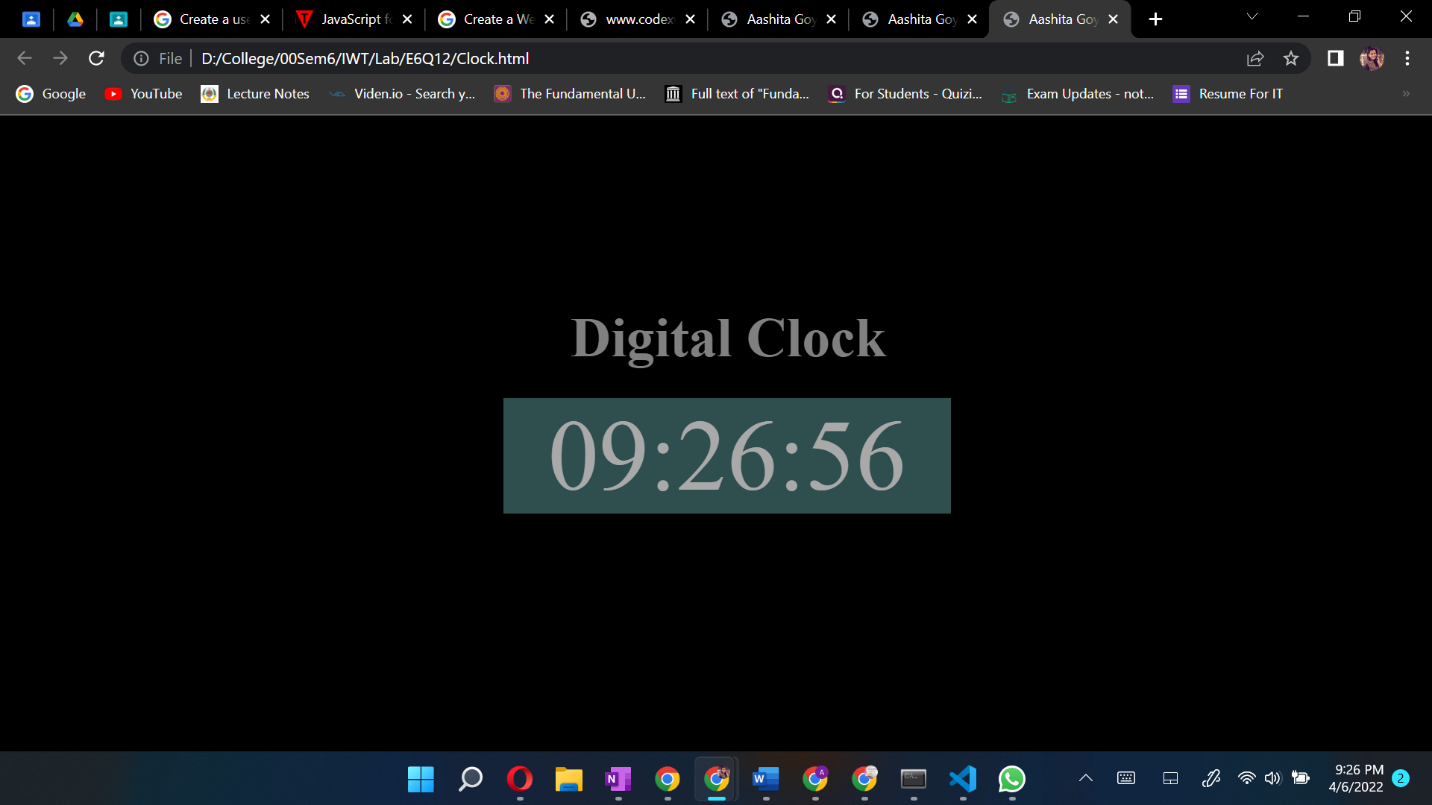 Create a use
JavaScript fo
Create a We
www.codex
Aashita Goy
Aashita Goy
Aashita Goy
File
D:/College/00Sem6/IWT/Lab/E6Q12/Clock.html
Google
YouTube
Lecture Notes
Viden.io - Search y...
The Fundamental U...
Full text of "Funda...
For Students - Quizi...
Exam Updates - not...
Resume For IT
Digital Clock
09:26:56
9:26 PM
4/6/2022
2